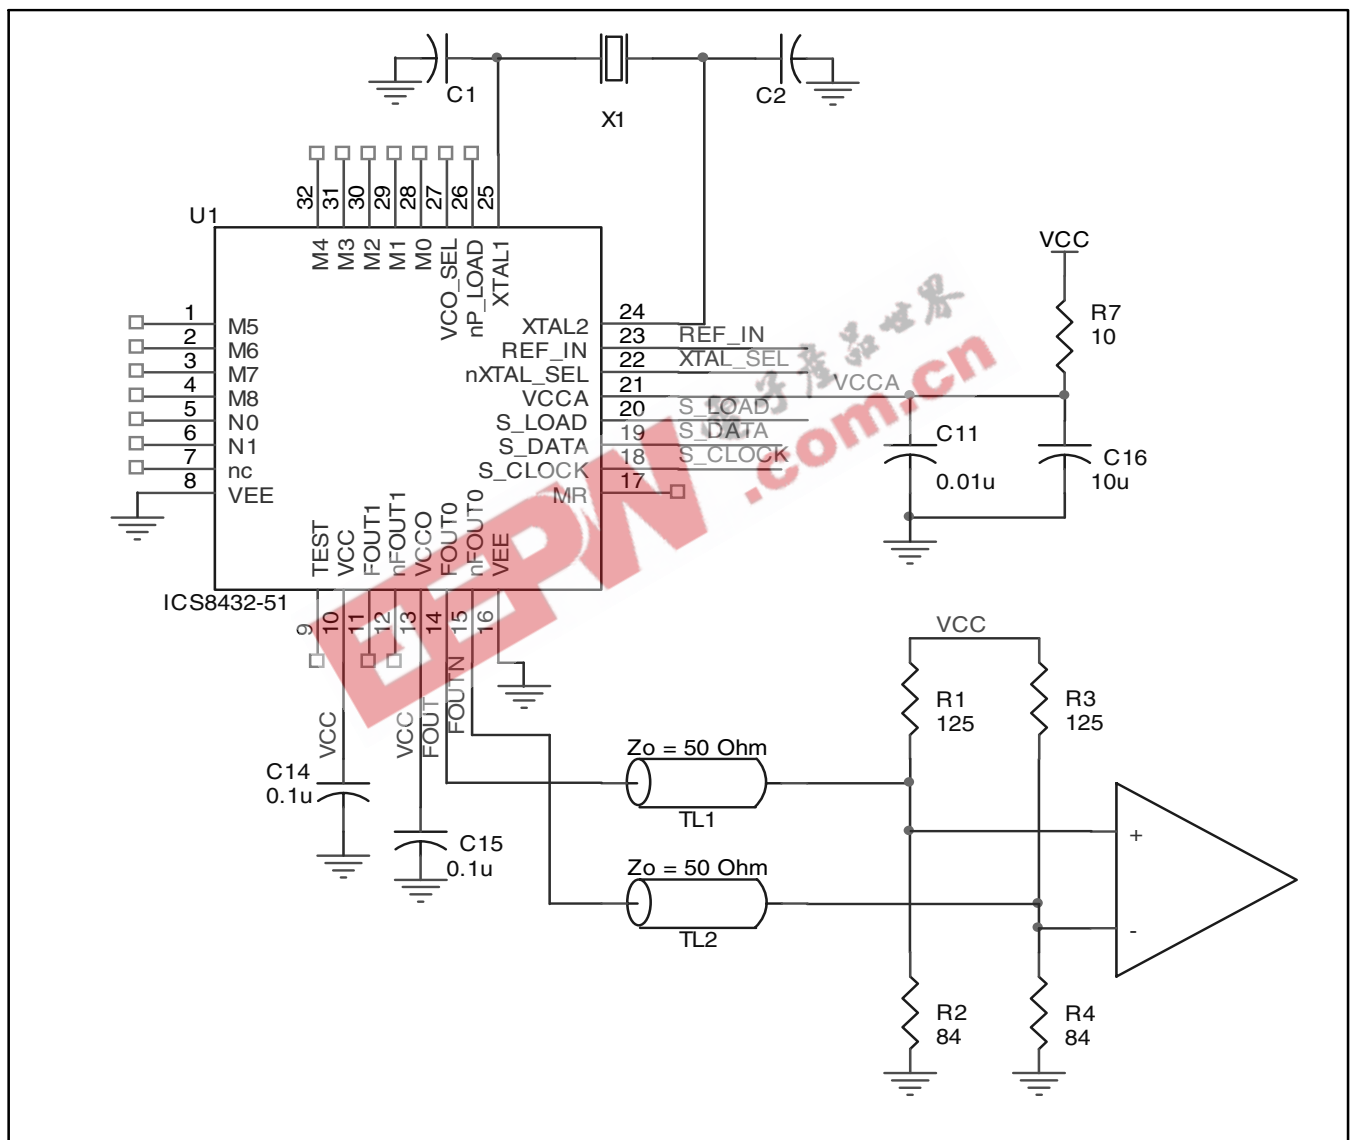 C1
X1
C2
32
31
30
29
28
27
26
25
U1
M4
M3
M2
M1
M0
VCO_SEL
nP_LOAD
XTAL1
1 M5
2 M6
3 M7
4 M8
5 N0
6 N1
7 nc
8 VEE
XTAL2 24
REF_IN 23 REF_IN
nXTAL_SEL 22 XTAL_SEL
VCCA 21 VCCA
S_LOAD 20 S_LOAD
S_DATA 19 S_DATA
S_CLOCK 18 S_CLOCK
MR 17
VCC
R7
10
C11
0.01u
C16
10u
TEST
VCC
FOUT1
nFOUT1
VCCO
FOUT0
nFOUT0
VEE
ICS8432-51
9
10
11
12
13
14
15
16
VCC
VCC
FOUT
FOUTN
C14
0.1u
C15
0.1u
Zo = 50 Ohm
TL1
Zo = 50 Ohm
TL2
VCC
R1
125
R3
125
+
-
R2
84
R4
84
EEPW
.com.cn
电子產品世界